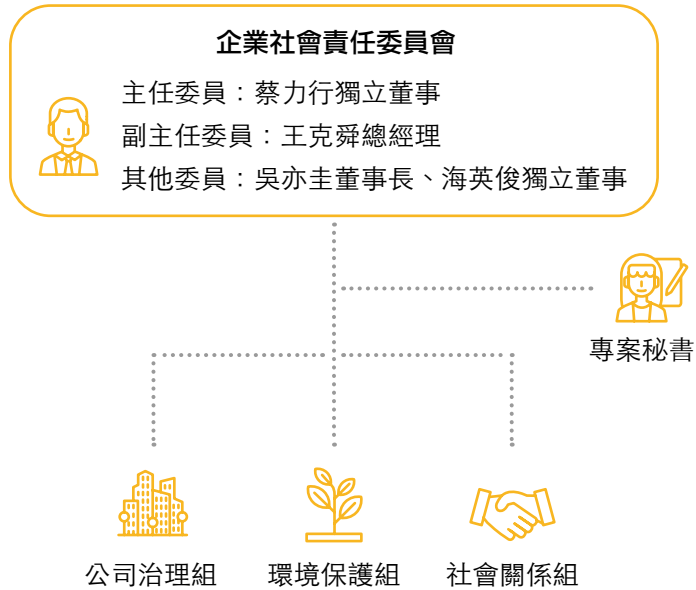 企業社會責任委員會
主任委員：蔡力行獨立董事
副主任委員：王克舜總經理
其他委員：吳亦圭董事長、海英俊獨立董事
專案秘書
公司治理組
環境保護組
社會關係組